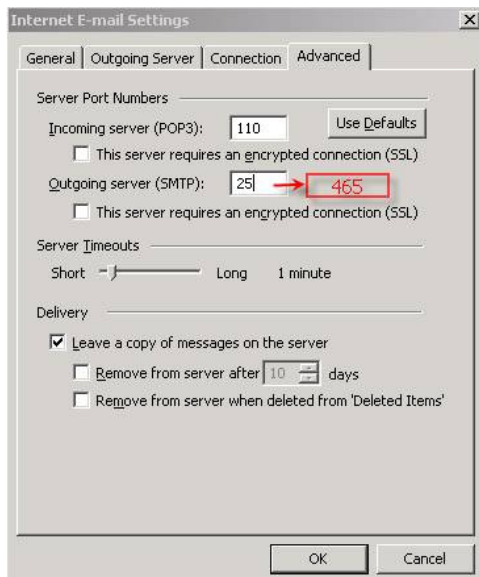 Internet E-mail Settings
General Outgoing Server Connection Advanced
Server Port Numbers
Incoming server (POP3): 110 Use Defaults
This server requires an encrypted connection (SSL)
Outgoing server (SMTP): 25 465
This server requires an encrypted connection (SSL)
Server Timeouts
Short Long 1 minute
Delivery
Leave a copy of messages on the server
Remove from server after 10 days
Remove from server when deleted from 'Deleted Items'
OK Cancel